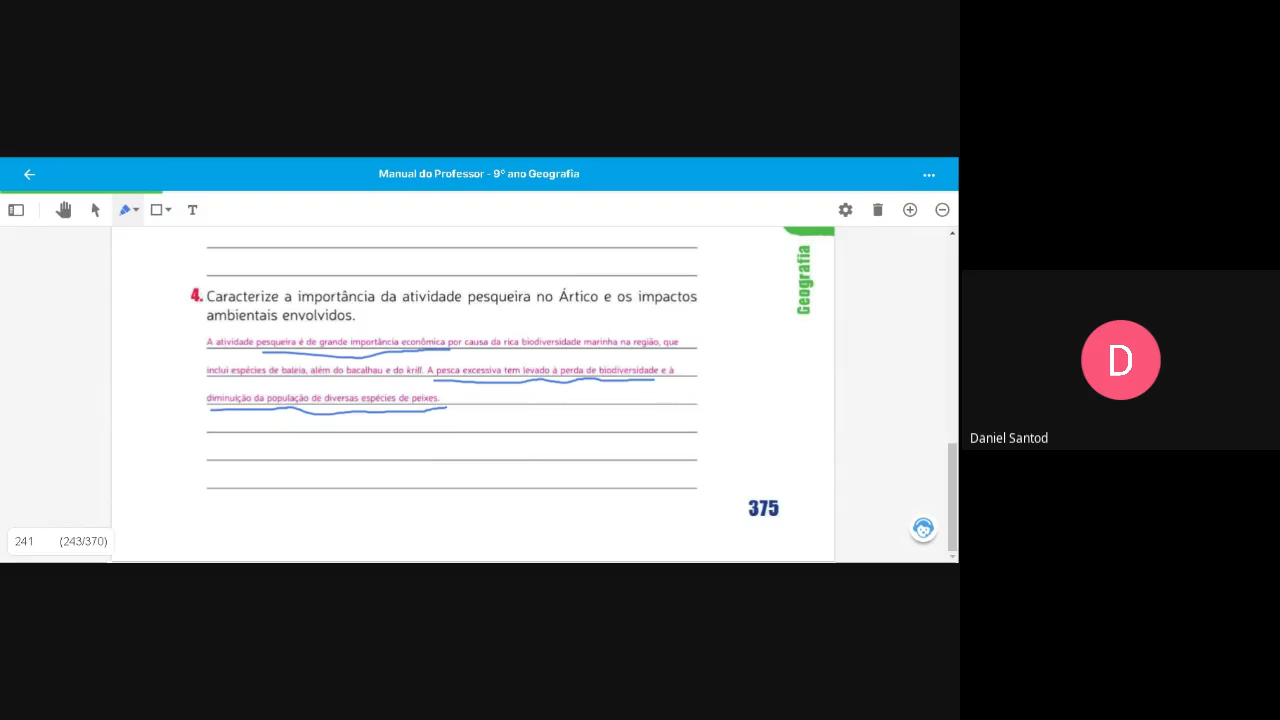 Manual do Professor - 9º ano Geografia
T
Geografia
4. Caracterize a importância da atividade pesqueira no Ártico e os impactos
ambientais envolvidos.
A atividade pesqueira é de grande importância econômica por causa da rica biodiversidade marinha na região, que
inclui espécies de baleia, além do bacalhau e do krill. A pesca excessiva tem levado à perda de biodiversidade e à
diminuição da população de diversas espécies de peixes.
375
241 (243/370)
D
Daniel Santod